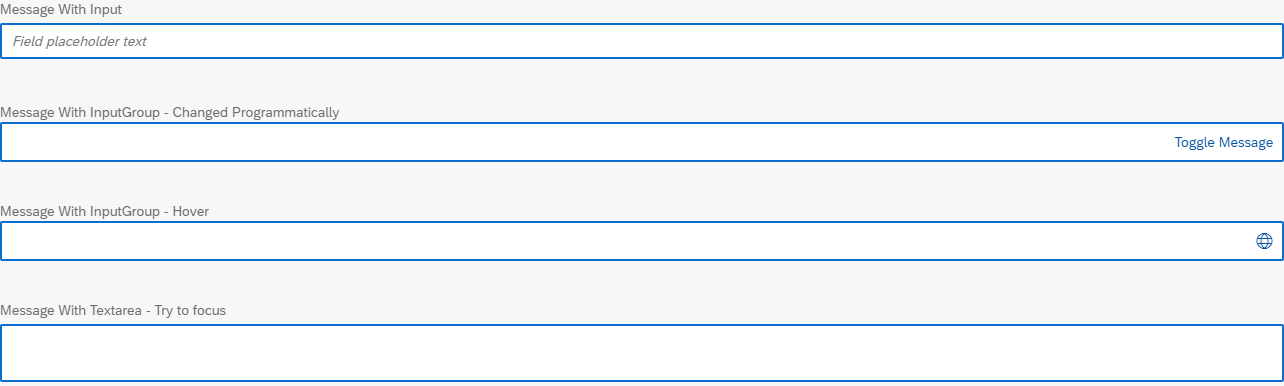 Message With Input
Field placeholder text
Message With InputGroup - Changed Programmatically
Toggle Message
Message With InputGroup - Hover
Message With Textarea - Try to focus